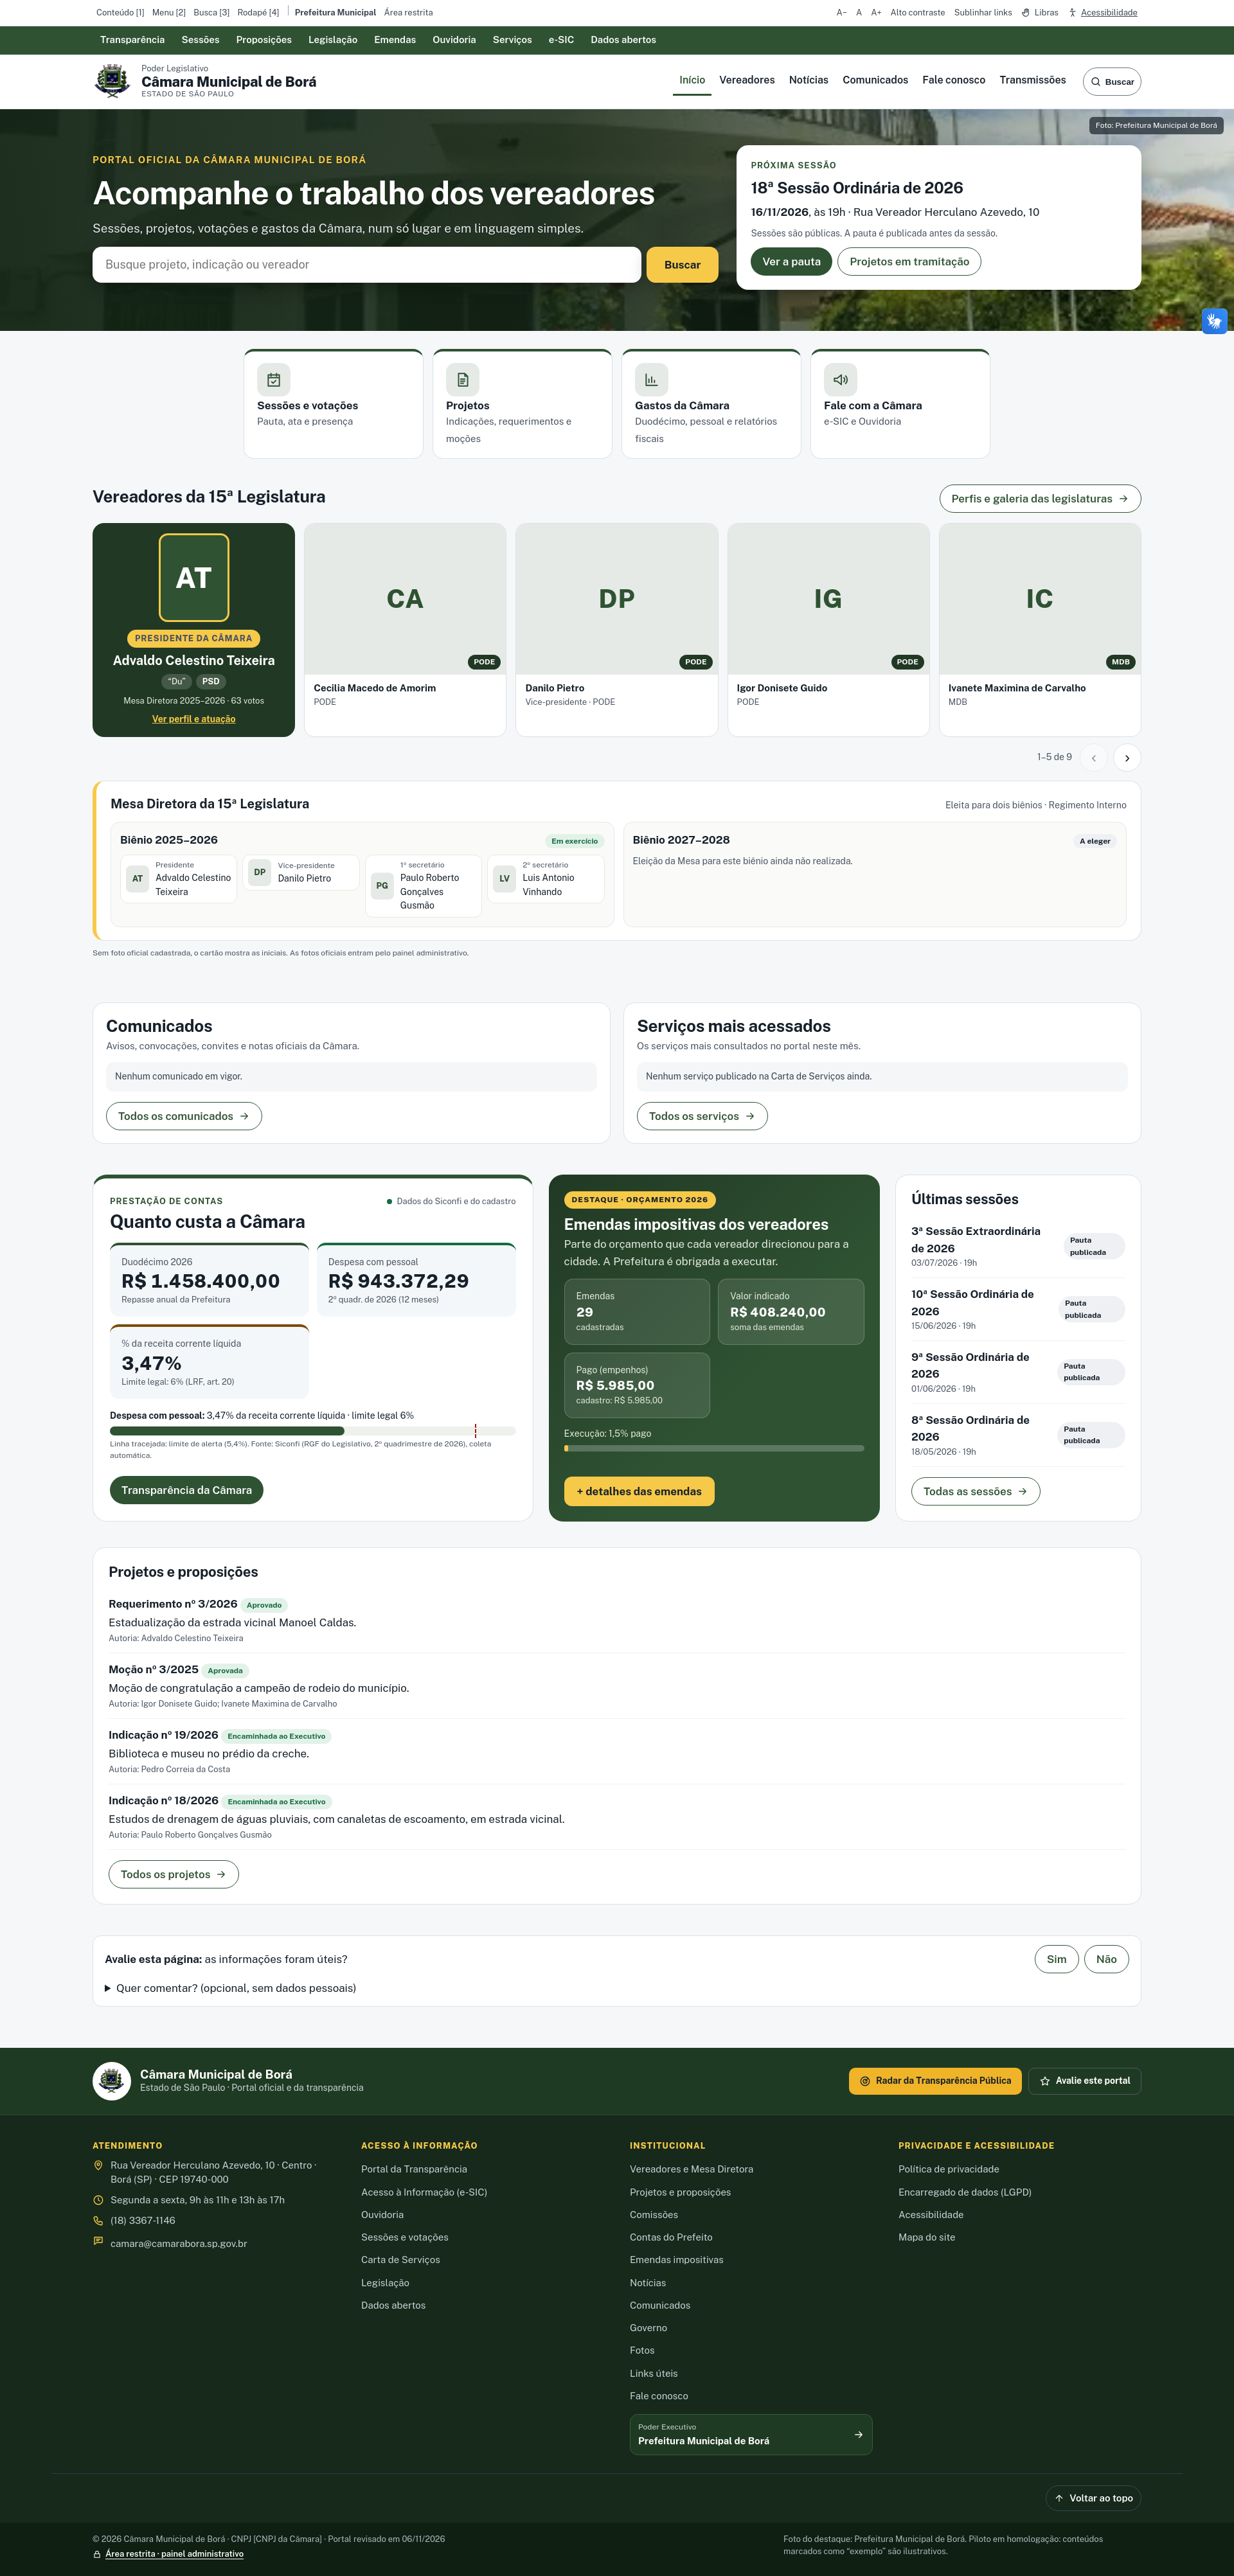 Conteúdo [1] Menu [2] Busca [3] Rodapé [4] Prefeitura Municipal Área restrita
A− A A+ Alto contraste Sublinhar links Libras Acessibilidade
Transparência Sessões Proposições Legislação Emendas Ouvidoria Serviços e-SIC Dados abertos
Poder Legislativo
Câmara Municipal de Borá
ESTADO DE SÃO PAULO
Início Vereadores Notícias Comunicados Fale conosco Transmissões Buscar
Foto: Prefeitura Municipal de Borá
PORTAL OFICIAL DA CÂMARA MUNICIPAL DE BORÁ
Acompanhe o trabalho dos vereadores
Sessões, projetos, votações e gastos da Câmara, num só lugar e em linguagem simples.
Busque projeto, indicação ou vereador
Buscar
PRÓXIMA SESSÃO
18ª Sessão Ordinária de 2026
16/11/2026, às 19h · Rua Vereador Herculano Azevedo, 10
Sessões são públicas. A pauta é publicada antes da sessão.
Ver a pauta
Projetos em tramitação
Sessões e votações
Pauta, ata e presença
Projetos
Indicações, requerimentos e
moções
Gastos da Câmara
Duodécimo, pessoal e relatórios
fiscais
Fale com a Câmara
e-SIC e Ouvidoria
Vereadores da 15ª Legislatura
Perfis e galeria das legislaturas →
AT
PRESIDENTE DA CÂMARA
Advaldo Celestino Teixeira
“Du” PSD
Mesa Diretora 2025–2026 · 63 votos
Ver perfil e atuação
CA
PODE
Cecilia Macedo de Amorim
PODE
DP
PODE
Danilo Pietro
Vice-presidente · PODE
IG
PODE
Igor Donisete Guido
PODE
IC
MDB
Ivanete Maximina de Carvalho
MDB
1–5 de 9 ‹ ›
Mesa Diretora da 15ª Legislatura
Eleita para dois biênios · Regimento Interno
Biênio 2025–2026
Em exercício
AT
Presidente
Advaldo Celestino
Teixeira
DP
Vice-presidente
Danilo Pietro
PG
1º secretário
Paulo Roberto
Gonçalves
Gusmão
LV
2º secretário
Luis Antonio
Vinhando
Biênio 2027–2028
A eleger
Eleição da Mesa para este biênio ainda não realizada.
Sem foto oficial cadastrada, o cartão mostra as iniciais. As fotos oficiais entram pelo painel administrativo.
Comunicados
Avisos, convocações, convites e notas oficiais da Câmara.
Nenhum comunicado em vigor.
Todos os comunicados →
Serviços mais acessados
Os serviços mais consultados no portal neste mês.
Nenhum serviço publicado na Carta de Serviços ainda.
Todos os serviços →
PRESTAÇÃO DE CONTAS
Dados do Siconfi e do cadastro
Quanto custa a Câmara
Duodécimo 2026
R$ 1.458.400,00
Repasse anual da Prefeitura
Despesa com pessoal
R$ 943.372,29
2º quadr. de 2026 (12 meses)
% da receita corrente líquida
3,47%
Limite legal: 6% (LRF, art. 20)
Despesa com pessoal: 3,47% da receita corrente líquida · limite legal 6%
Linha tracejada: limite de alerta (5,4%). Fonte: Siconfi (RGF do Legislativo, 2º quadrimestre de 2026), coleta
automática.
Transparência da Câmara
DESTAQUE · ORÇAMENTO 2026
Emendas impositivas dos vereadores
Parte do orçamento que cada vereador direcionou para a
cidade. A Prefeitura é obrigada a executar.
Emendas
29
cadastradas
Valor indicado
R$ 408.240,00
soma das emendas
Pago (empenhos)
R$ 5.985,00
cadastro: R$ 5.985,00
Execução: 1,5% pago
+ detalhes das emendas
Últimas sessões
3ª Sessão Extraordinária
de 2026
03/07/2026 · 19h
Pauta
publicada
10ª Sessão Ordinária de
2026
15/06/2026 · 19h
Pauta
publicada
9ª Sessão Ordinária de
2026
01/06/2026 · 19h
Pauta
publicada
8ª Sessão Ordinária de
2026
18/05/2026 · 19h
Pauta
publicada
Todas as sessões →
Projetos e proposições
Requerimento nº 3/2026 Aprovado
Estadualização da estrada vicinal Manoel Caldas.
Autoria: Advaldo Celestino Teixeira
Moção nº 3/2025 Aprovada
Moção de congratulação a campeão de rodeio do município.
Autoria: Igor Donisete Guido; Ivanete Maximina de Carvalho
Indicação nº 19/2026 Encaminhada ao Executivo
Biblioteca e museu no prédio da creche.
Autoria: Pedro Correia da Costa
Indicação nº 18/2026 Encaminhada ao Executivo
Estudos de drenagem de águas pluviais, com canaletas de escoamento, em estrada vicinal.
Autoria: Paulo Roberto Gonçalves Gusmão
Todos os projetos →
Avalie esta página: as informações foram úteis?
Sim Não
Quer comentar? (opcional, sem dados pessoais)
Câmara Municipal de Borá
Estado de São Paulo · Portal oficial e da transparência
Radar da Transparência Pública
Avalie este portal
ATENDIMENTO
Rua Vereador Herculano Azevedo, 10 · Centro ·
Borá (SP) · CEP 19740-000
Segunda a sexta, 9h às 11h e 13h às 17h
(18) 3367-1146
camara@camarabora.sp.gov.br
ACESSO À INFORMAÇÃO
Portal da Transparência
Acesso à Informação (e-SIC)
Ouvidoria
Sessões e votações
Carta de Serviços
Legislação
Dados abertos
INSTITUCIONAL
Vereadores e Mesa Diretora
Projetos e proposições
Comissões
Contas do Prefeito
Emendas impositivas
Notícias
Comunicados
Governo
Fotos
Links úteis
Fale conosco
Poder Executivo
Prefeitura Municipal de Borá →
PRIVACIDADE E ACESSIBILIDADE
Política de privacidade
Encarregado de dados (LGPD)
Acessibilidade
Mapa do site
↑ Voltar ao topo
© 2026 Câmara Municipal de Borá · CNPJ [CNPJ da Câmara] · Portal revisado em 06/11/2026
Área restrita · painel administrativo
Foto do destaque: Prefeitura Municipal de Borá. Piloto em homologação: conteúdos
marcados como “exemplo” são ilustrativos.